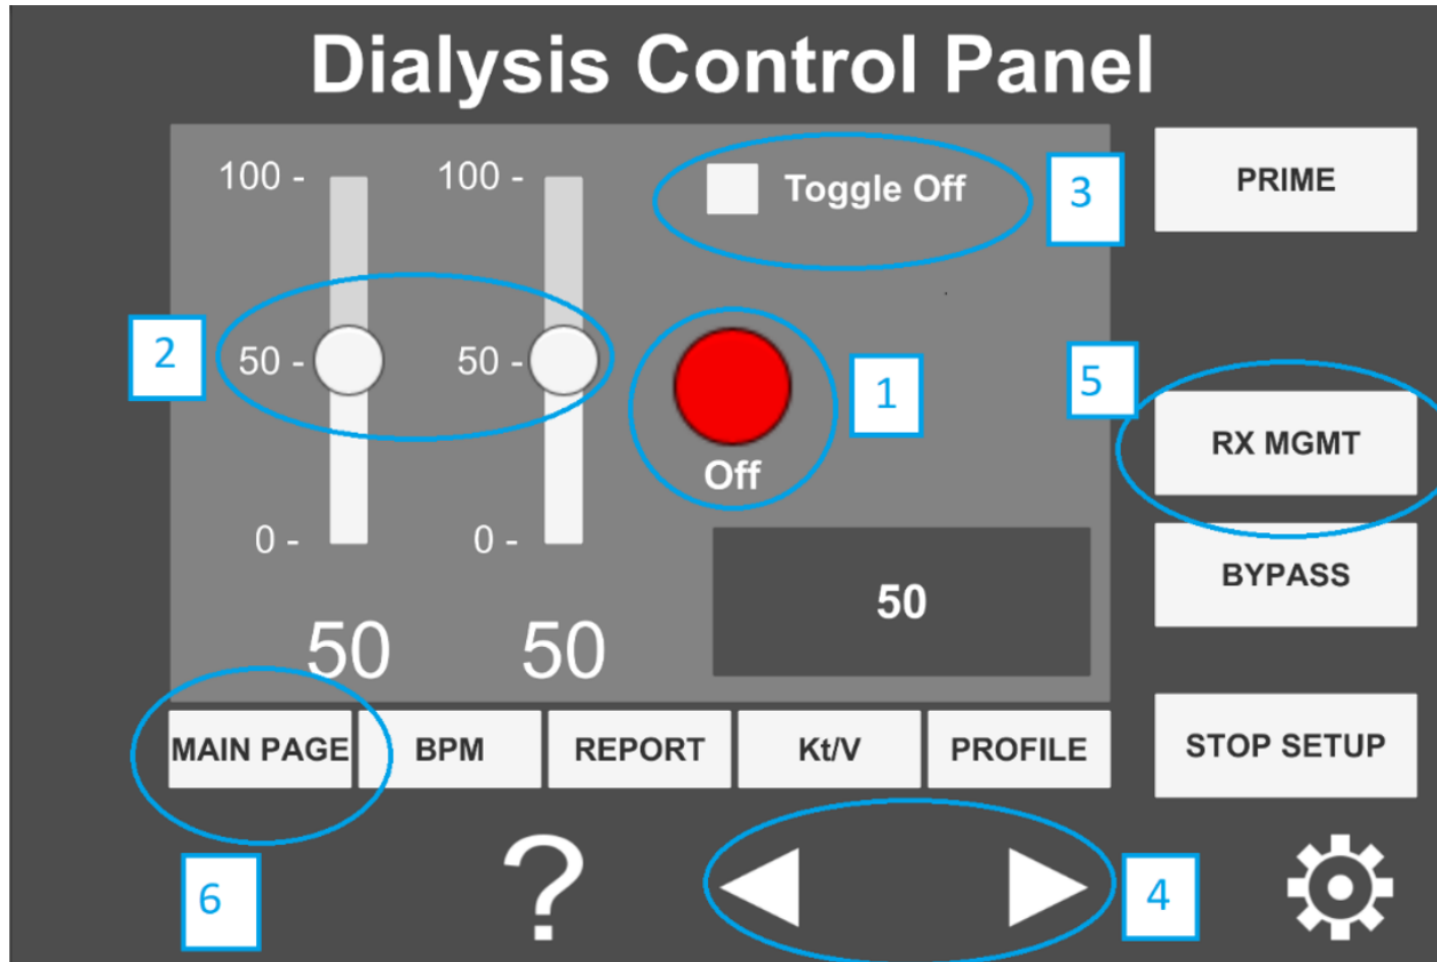 Dialysis Control Panel
100 - 100 - Toggle Off 3 PRIME
2 50 - 50 - 1 5 RX MGMT
Off
0 - 0 - BYPASS
50
50 50
MAIN PAGE BPM REPORT Kt/V PROFILE STOP SETUP
6 ? 4